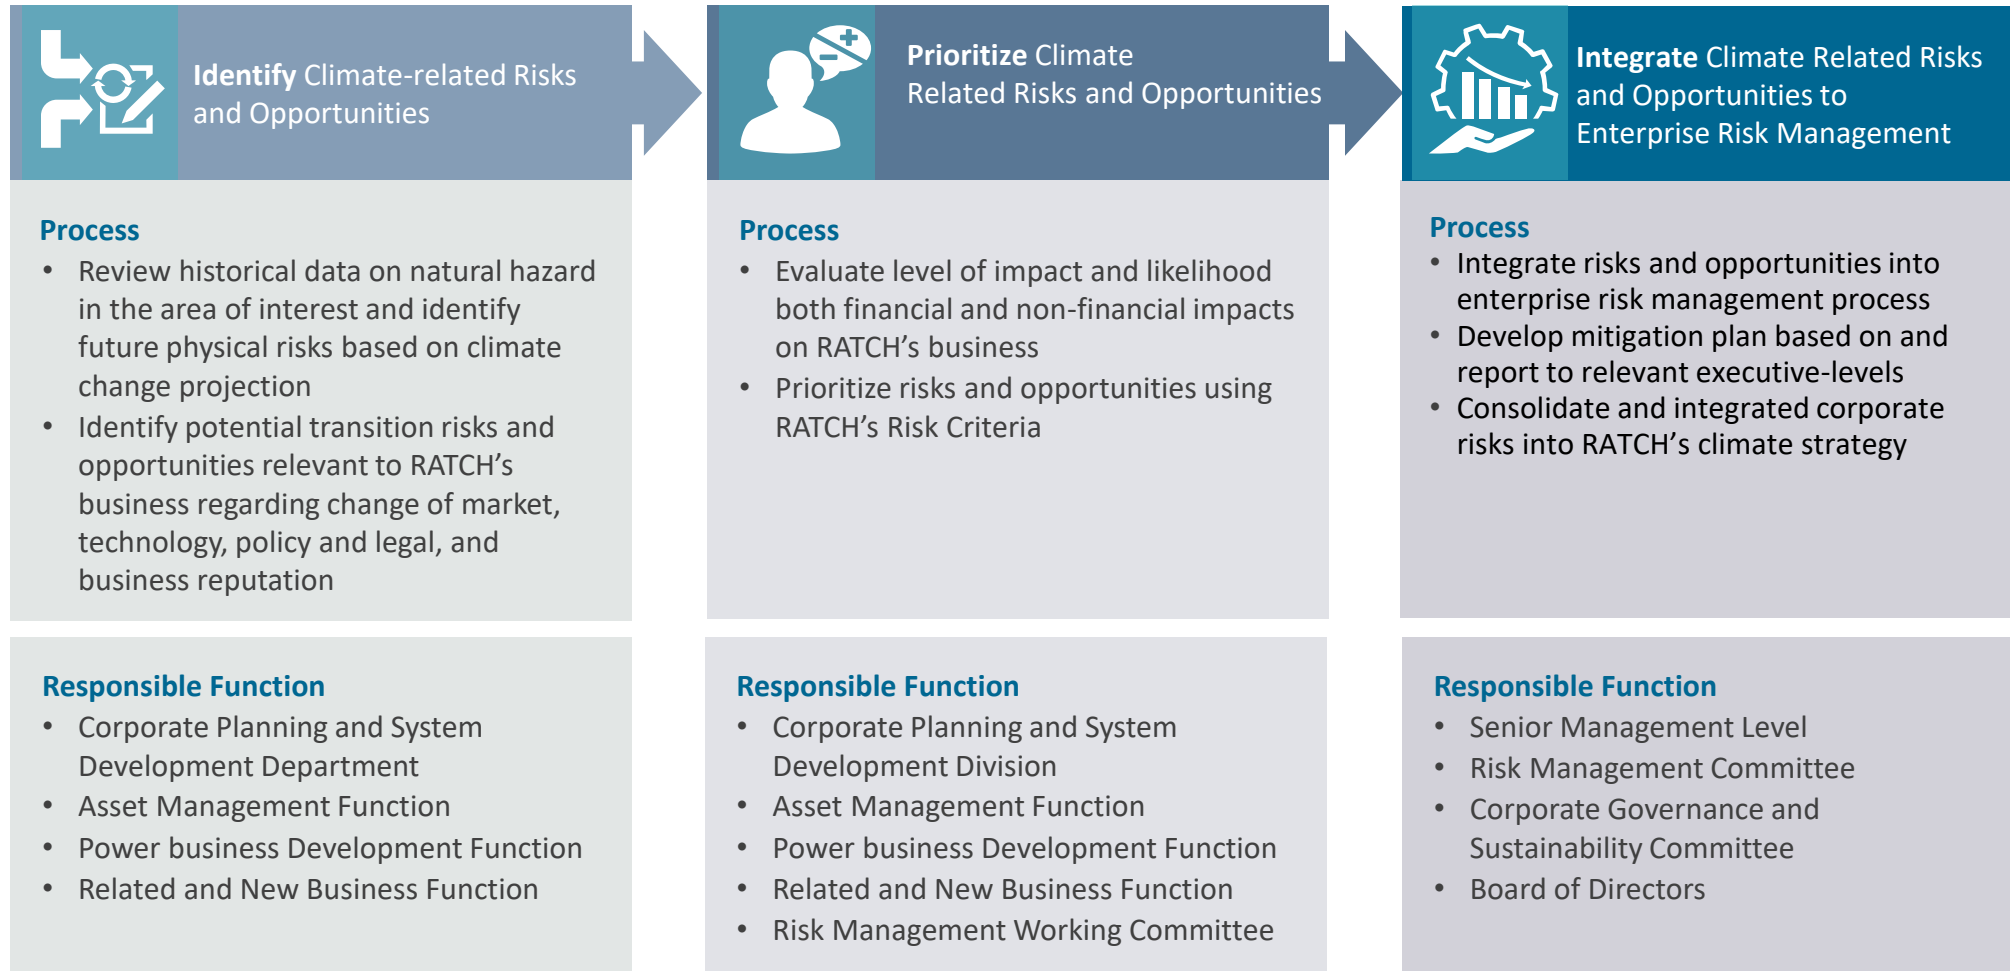 Identify Climate-related Risks
and Opportunities
Process
• Review historical data on natural hazard
in the area of interest and identify
future physical risks based on climate
change projection
• Identify potential transition risks and
opportunities relevant to RATCH’s
business regarding change of market,
technology, policy and legal, and
business reputation
Responsible Function
• Corporate Planning and System
Development Department
• Asset Management Function
• Power business Development Function
• Related and New Business Function
Prioritize Climate
Related Risks and Opportunities
Process
• Evaluate level of impact and likelihood
both financial and non-financial impacts
on RATCH’s business
• Prioritize risks and opportunities using
RATCH’s Risk Criteria
Responsible Function
• Corporate Planning and System
Development Division
• Asset Management Function
• Power business Development Function
• Related and New Business Function
• Risk Management Working Committee
Integrate Climate Related Risks
and Opportunities to
Enterprise Risk Management
Process
• Integrate risks and opportunities into
enterprise risk management process
• Develop mitigation plan based on and
report to relevant executive-levels
• Consolidate and integrated corporate
risks into RATCH’s climate strategy
Responsible Function
• Senior Management Level
• Risk Management Committee
• Corporate Governance and
Sustainability Committee
• Board of Directors